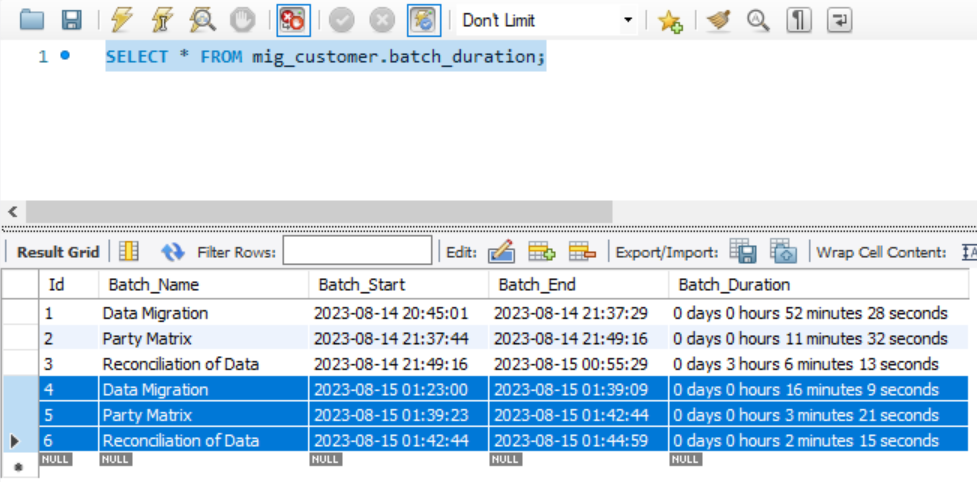 Don't Limit
1 SELECT * FROM mig_customer.batch_duration;
Result Grid Filter Rows: Edit: Export/Import: Wrap Cell Content:
Id Batch_Name Batch_Start Batch_End Batch_Duration
1 Data Migration 2023-08-14 20:45:01 2023-08-14 21:37:29 0 days 0 hours 52 minutes 28 seconds
2 Party Matrix 2023-08-14 21:37:44 2023-08-14 21:49:16 0 days 0 hours 11 minutes 32 seconds
3 Reconciliation of Data 2023-08-14 21:49:16 2023-08-15 00:55:29 0 days 3 hours 6 minutes 13 seconds
4 Data Migration 2023-08-15 01:23:00 2023-08-15 01:39:09 0 days 0 hours 16 minutes 9 seconds
5 Party Matrix 2023-08-15 01:39:23 2023-08-15 01:42:44 0 days 0 hours 3 minutes 21 seconds
6 Reconciliation of Data 2023-08-15 01:42:44 2023-08-15 01:44:59 0 days 0 hours 2 minutes 15 seconds
NULL NULL NULL NULL NULL